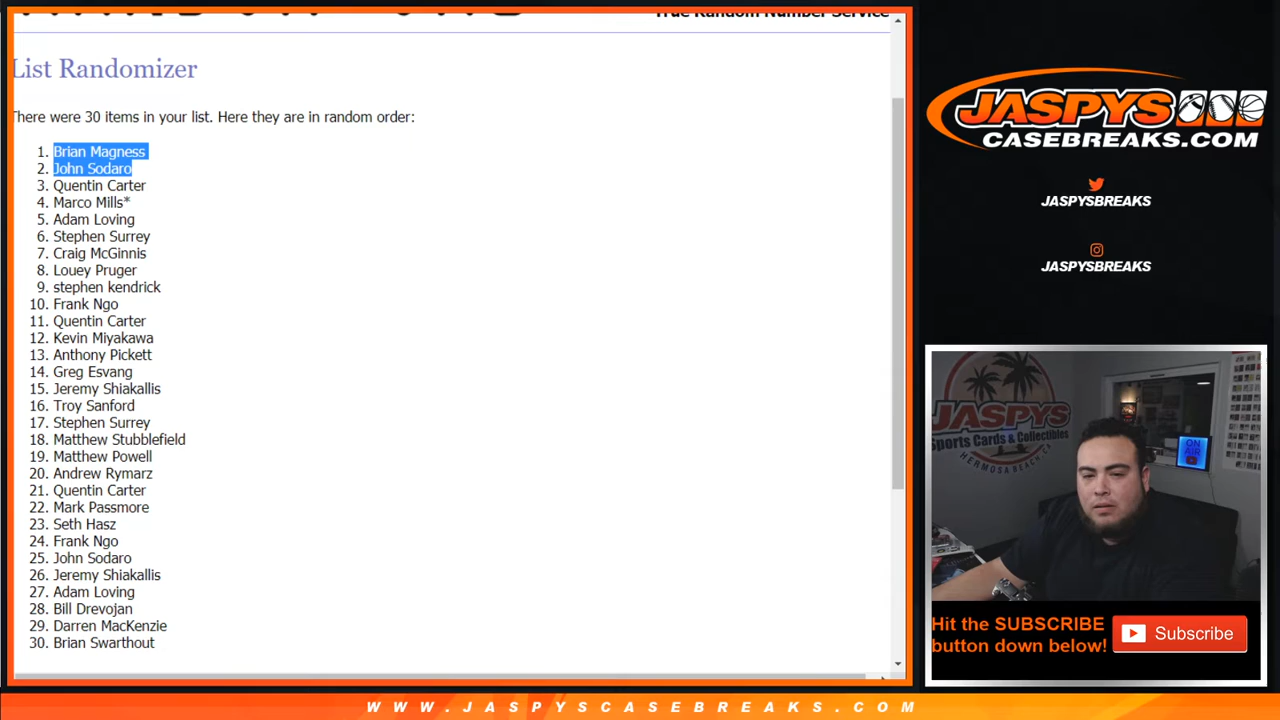 True Random Number Service
List Randomizer
There were 30 items in your list. Here they are in random order:
1. Brian Magness
2. John Sodaro
3. Quentin Carter
4. Marco Mills*
5. Adam Loving
6. Stephen Surrey
7. Craig McGinnis
8. Louey Pruger
9. stephen kendrick
10. Frank Ngo
11. Quentin Carter
12. Kevin Miyakawa
13. Anthony Pickett
14. Greg Esvang
15. Jeremy Shiakallis
16. Troy Sanford
17. Stephen Surrey
18. Matthew Stubblefield
19. Matthew Powell
20. Andrew Rymarz
21. Quentin Carter
22. Mark Passmore
23. Seth Hasz
24. Frank Ngo
25. John Sodaro
26. Jeremy Shiakallis
27. Adam Loving
28. Bill Drevojan
29. Darren MacKenzie
30. Brian Swarthout
JASPYS
CASEBREAKS.COM
JASPYSBREAKS
JASPYSBREAKS
JASPYS
Sports Cards & Collectibles
HERMOSA BEACH, CA
ON AIR
Hit the SUBSCRIBE
button down below!
Subscribe
WWW.JASPYSCASEBREAKS.COM